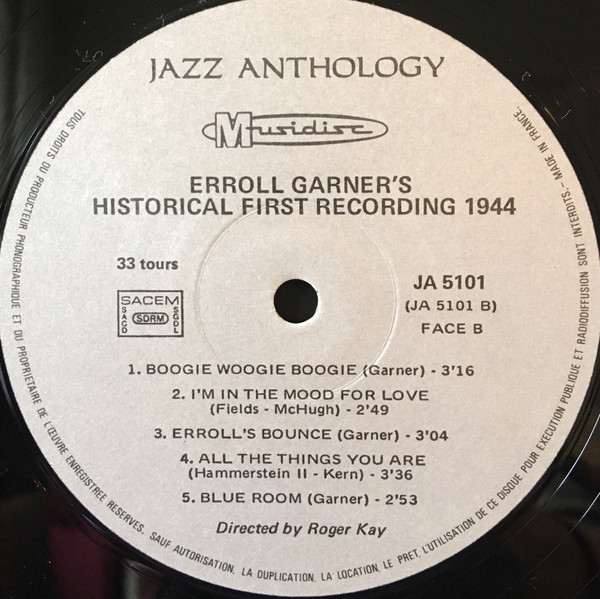 JAZZ ANTHOLOGY
Musidisc
ERROLL GARNER'S
HISTORICAL FIRST RECORDING 1944
33 tours
SACEM
SACD
SDRM
SGDL
JA 5101
(JA 5101 B)
FACE B
1. BOOGIE WOOGIE BOOGIE (Garner) - 3'16
2. I'M IN THE MOOD FOR LOVE
(Fields - McHugh) - 2'49
3. ERROLL'S BOUNCE (Garner) - 3'04
4. ALL THE THINGS YOU ARE
(Hammerstein II - Kern) - 3'36
5. BLUE ROOM (Garner) - 2'53
Directed by Roger Kay
TOUS DROITS DU PRODUCTEUR PHONOGRAPHIQUE ET DU PROPRIETAIRE DE L'ŒUVRE ENREGISTREE RESERVES. SAUF AUTORISATION, LA DUPLICATION, LA LOCATION, LE PRET, L'UTILISATION DE CE DISQUE POUR EXECUTION PUBLIQUE ET RADIODIFFUSION SONT INTERDITS. - MADE IN FRANCE.